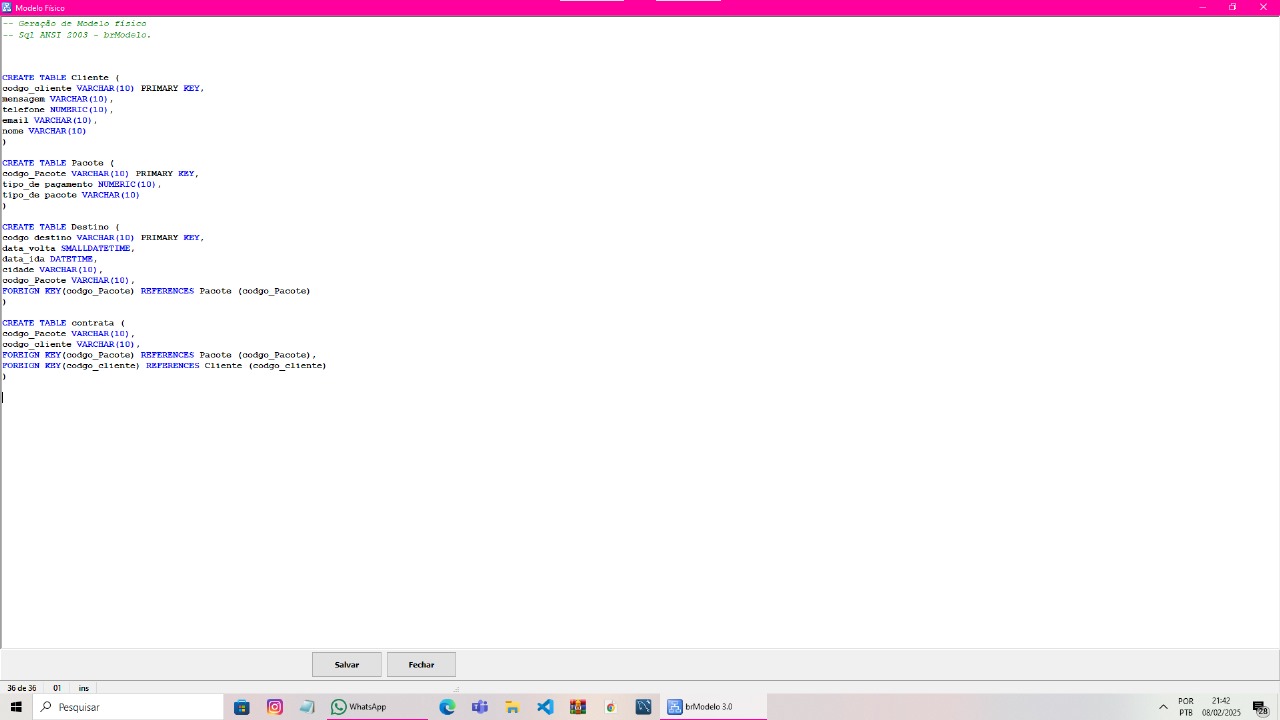 Modelo Físico
-- Geração de Modelo físico
-- Sql ANSI 2003 - brModelo.
CREATE TABLE Cliente (
codgo_cliente VARCHAR(10) PRIMARY KEY,
mensagem VARCHAR(10),
telefone NUMERIC(10),
email VARCHAR(10),
nome VARCHAR(10)
)
CREATE TABLE Pacote (
codgo_Pacote VARCHAR(10) PRIMARY KEY,
tipo_de pagamento NUMERIC(10),
tipo_de pacote VARCHAR(10)
)
CREATE TABLE Destino (
codgo destino VARCHAR(10) PRIMARY KEY,
data_volta SMALLDATETIME,
data_ida DATETIME,
cidade VARCHAR(10),
codgo_Pacote VARCHAR(10),
FOREIGN KEY(codgo_Pacote) REFERENCES Pacote (codgo_Pacote)
)
CREATE TABLE contrata (
codgo_Pacote VARCHAR(10),
codgo_cliente VARCHAR(10),
FOREIGN KEY(codgo_Pacote) REFERENCES Pacote (codgo_Pacote),
FOREIGN KEY(codgo_cliente) REFERENCES Cliente (codgo_cliente)
)
Salvar Fechar
36 de 36 01 ins
Pesquisar WhatsApp brModelo 3.0 POR PTB 21:42 08/02/2025 28